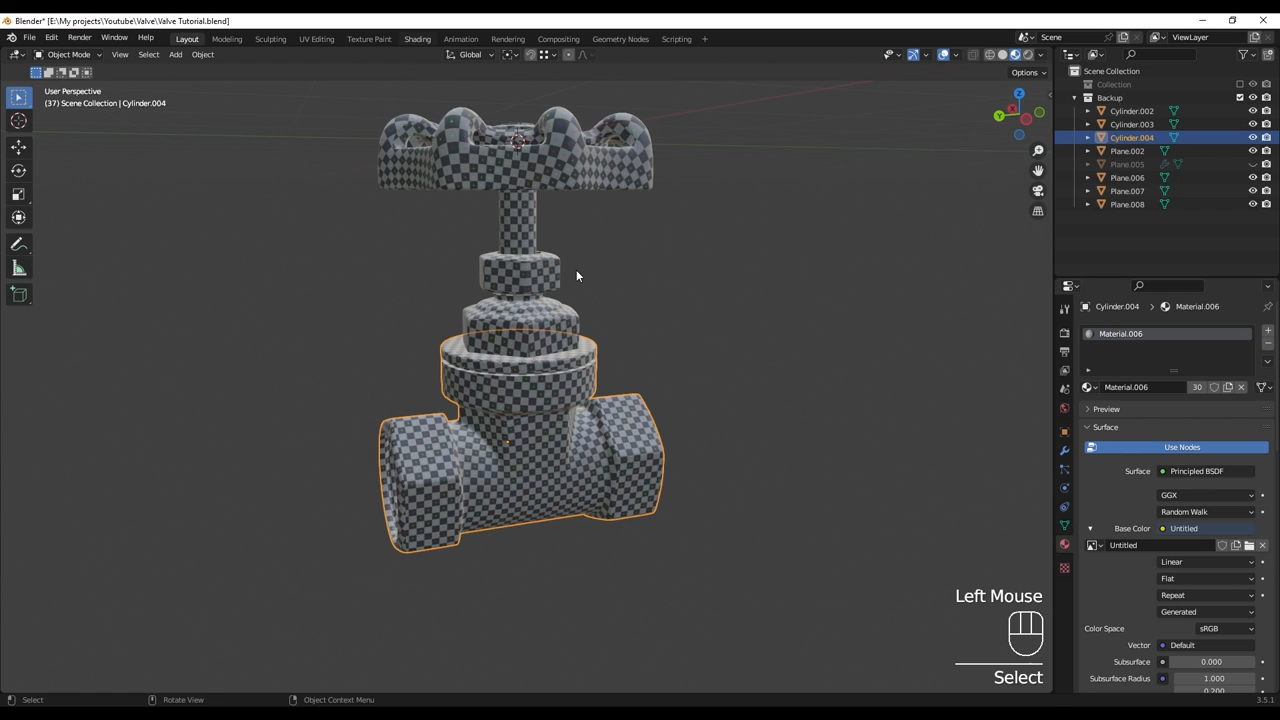 Blender* [E:\My projects\Youtube\Valve\Valve Tutorial.blend]
File Edit Render Window Help Layout Modeling Sculpting UV Editing Texture Paint Shading Animation Rendering Compositing Geometry Nodes Scripting + Scene ViewLayer
Object Mode View Select Add Object Global
Options
User Perspective
(37) Scene Collection | Cylinder.004
Z
Y
X
Scene Collection
Collection
Backup
Cylinder.002
Cylinder.003
Cylinder.004
Plane.002
Plane.005
Plane.006
Plane.007
Plane.008
Cylinder.004 > Material.006
Material.006
Material.006 30
Preview
Surface
Use Nodes
Surface Principled BSDF
GGX
Random Walk
Base Color Untitled
Untitled
Linear
Flat
Repeat
Generated
Color Space sRGB
Vector Default
Subsurface 0.000
Subsurface Radius 1.000
0.200
Left Mouse
Select
Select Rotate View Object Context Menu 3.5.1